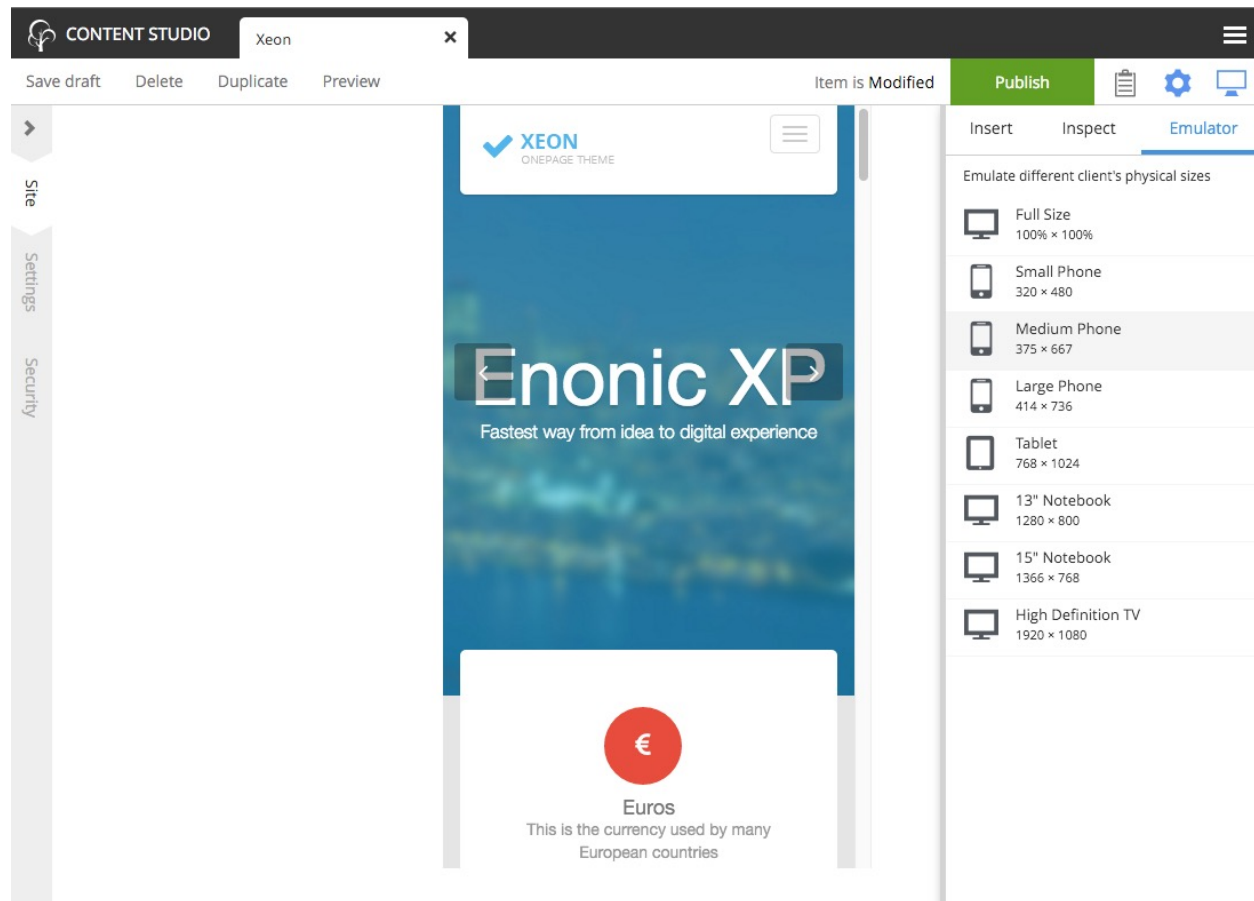 CONTENT STUDIO
Xeon
Save draft Delete Duplicate Preview Item is Modified Publish
Site
Settings
Security
XEON
ONEPAGE THEME
Enonic XP
Fastest way from idea to digital experience
€
Euros
This is the currency used by many
European countries
Insert Inspect Emulator
Emulate different client's physical sizes
Full Size
100% × 100%
Small Phone
320 × 480
Medium Phone
375 × 667
Large Phone
414 × 736
Tablet
768 × 1024
13" Notebook
1280 × 800
15" Notebook
1366 × 768
High Definition TV
1920 × 1080